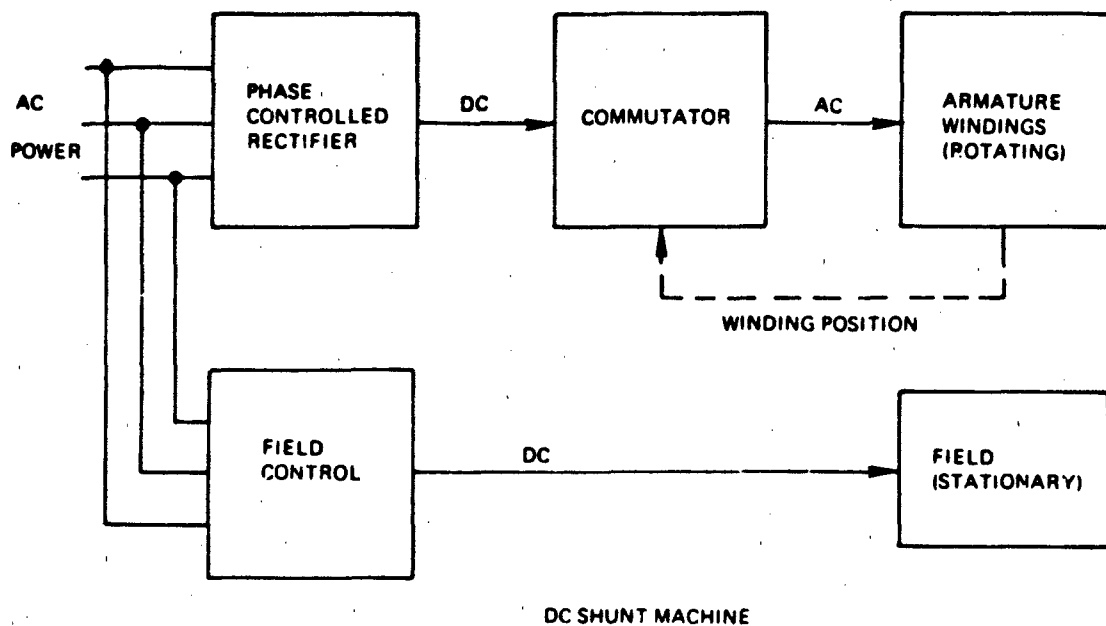 AC
POWER
PHASE
CONTROLLED
RECTIFIER
DC
COMMUTATOR
AC
ARMATURE
WINDINGS
(ROTATING)
WINDING POSITION
FIELD
CONTROL
DC
FIELD
(STATIONARY)
DC SHUNT MACHINE